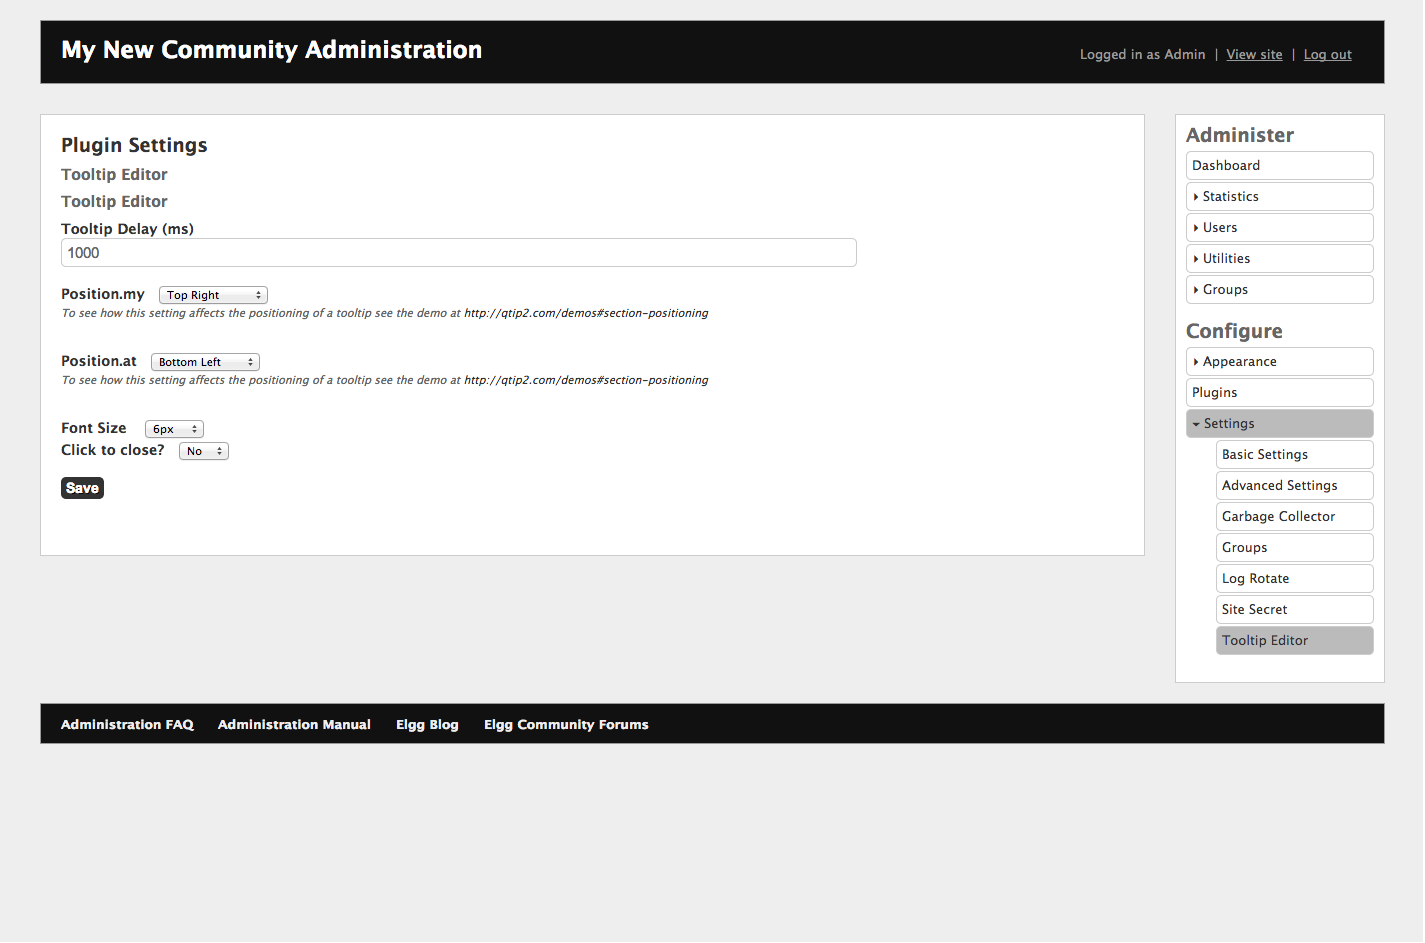 My New Community Administration
Logged in as Admin | View site | Log out
Plugin Settings
Tooltip Editor
Tooltip Editor
Tooltip Delay (ms)
1000
Position.my Top Right
To see how this setting affects the positioning of a tooltip see the demo at http://qtip2.com/demos#section-positioning
Position.at Bottom Left
To see how this setting affects the positioning of a tooltip see the demo at http://qtip2.com/demos#section-positioning
Font Size 6px
Click to close? No
Save
Administer
Dashboard
Statistics
Users
Utilities
Groups
Configure
Appearance
Plugins
Settings
Basic Settings
Advanced Settings
Garbage Collector
Groups
Log Rotate
Site Secret
Tooltip Editor
Administration FAQ Administration Manual Elgg Blog Elgg Community Forums